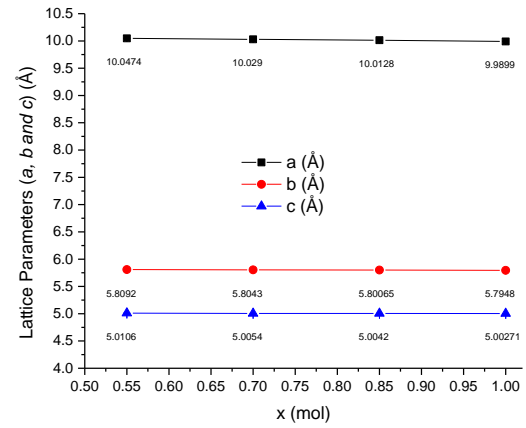 Lattice Parameters (a, b and c) (Å)
10.5
10.0
9.5
9.0
8.5
8.0
7.5
7.0
6.5
6.0
5.5
5.0
4.5
4.0
10.0474 10.029 10.0128 9.9899
a (Å)
b (Å)
c (Å)
5.8092 5.8043 5.80065 5.7948
5.0106 5.0054 5.0042 5.00271
0.50 0.55 0.60 0.65 0.70 0.75 0.80 0.85 0.90 0.95 1.00
x (mol)